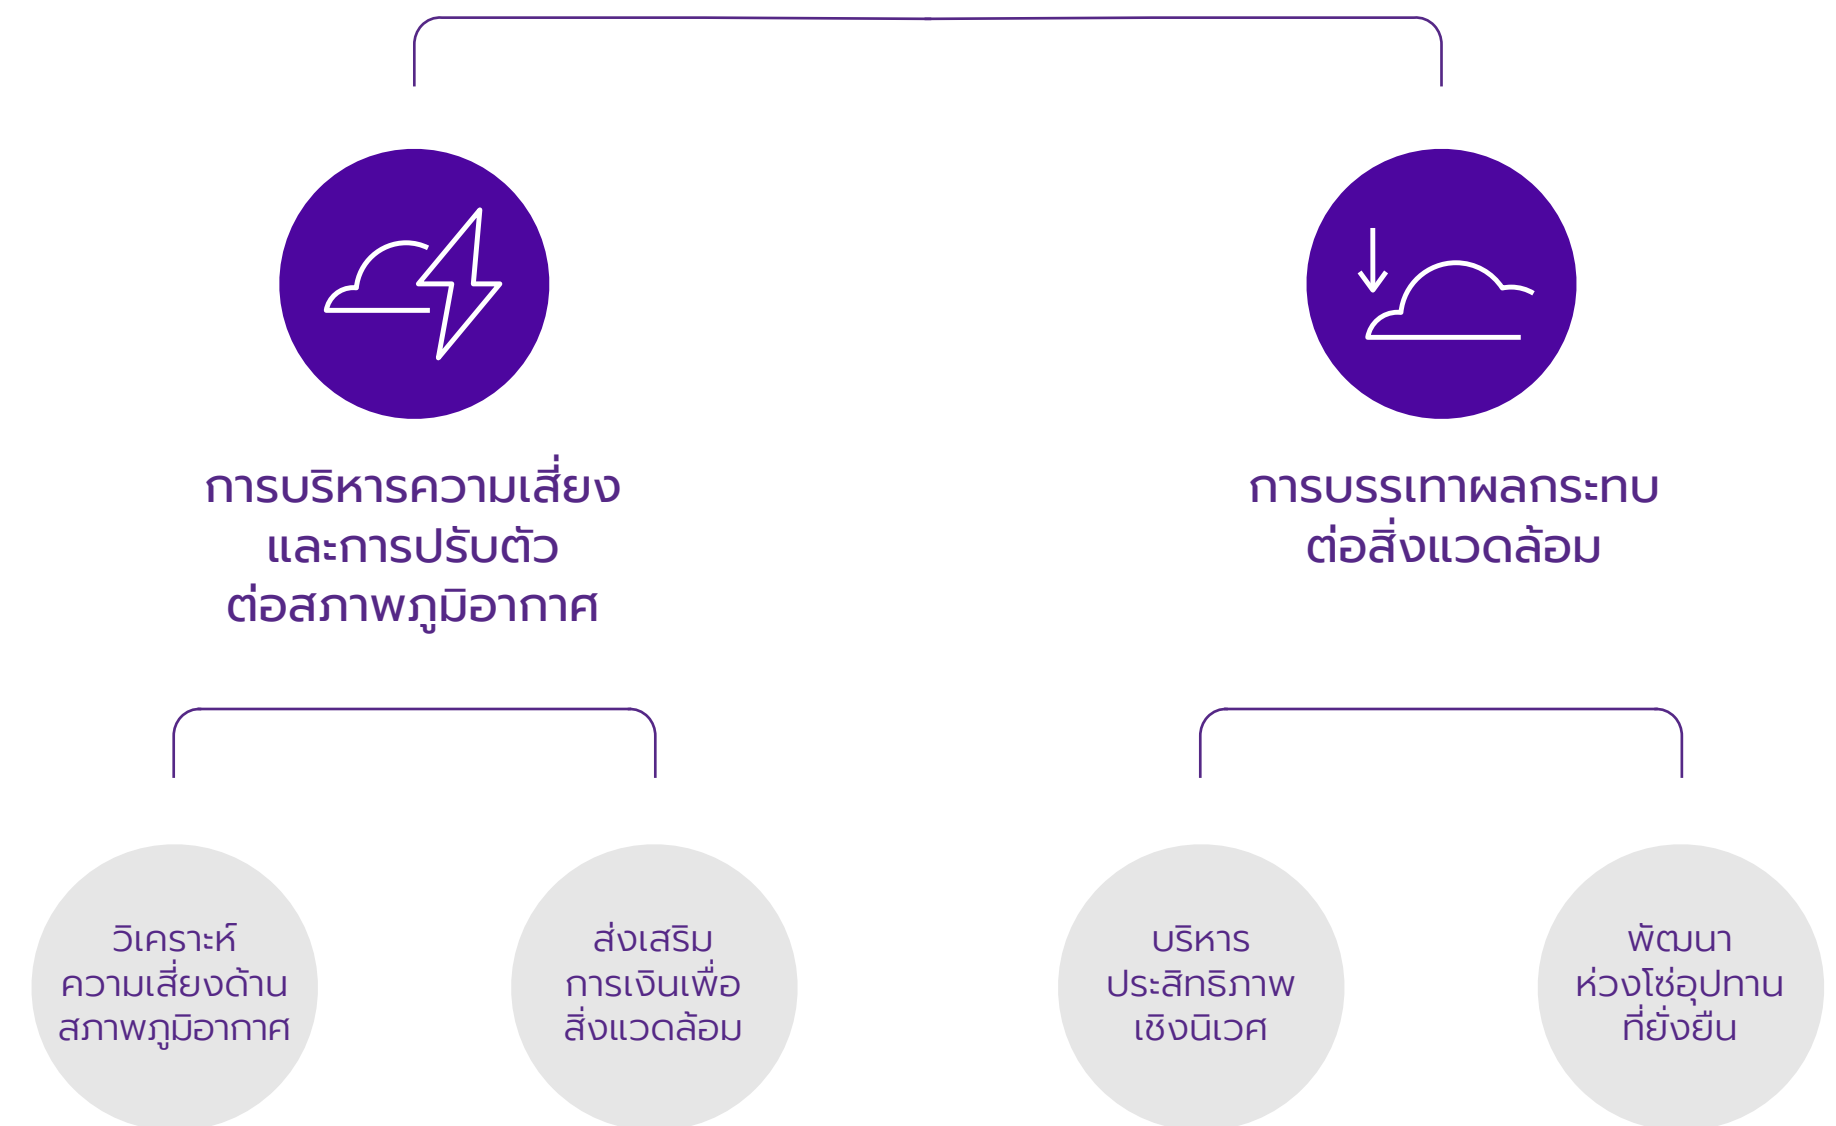 การบริหารความเสี่ยง
และการปรับตัว
ต่อสภาพภูมิอากาศ
การบรรเทาผลกระทบ
ต่อสิ่งแวดล้อม
วิเคราะห์
ความเสี่ยงด้าน
สภาพภูมิอากาศ
ส่งเสริม
การเงินเพื่อ
สิ่งแวดล้อม
บริหาร
ประสิทธิภาพ
เชิงนิเวศ
พัฒนา
ห่วงโซ่อุปทาน
ที่ยั่งยืน